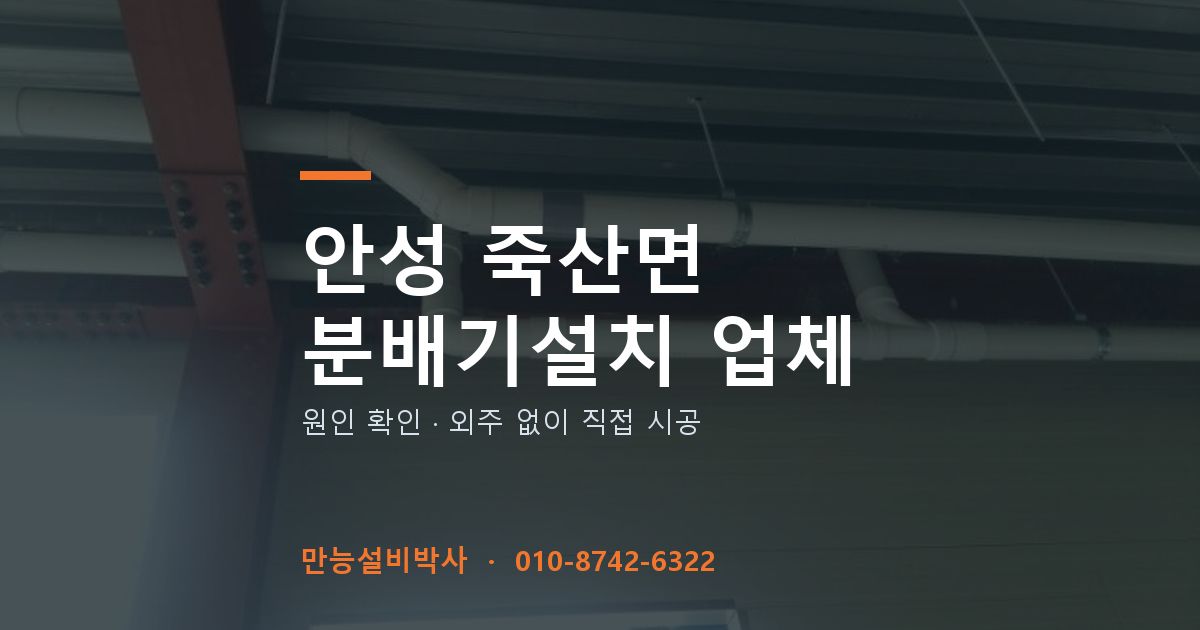 안성 죽산면
분배기설치 업체
원인 확인 · 외주 없이 직접 시공
만능설비박사 · 010-8742-6322